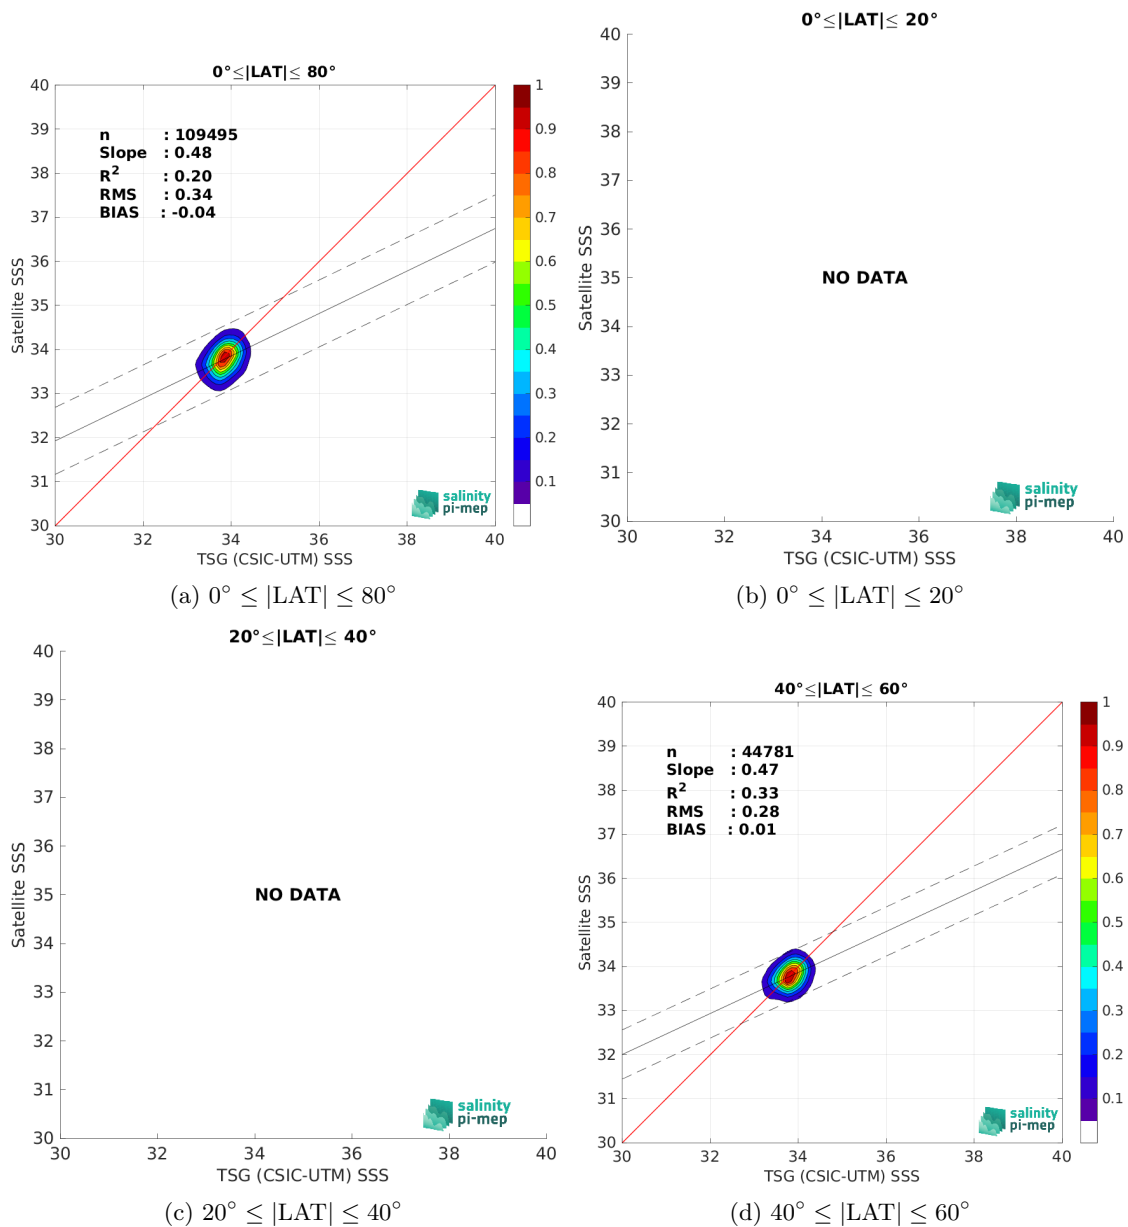 0°≤|LAT|≤ 80°
40
39
38
37
36
35
34
33
32
31
30
Satellite SSS
n : 109495
Slope : 0.48
R² : 0.20
RMS : 0.34
BIAS : -0.04
1
0.9
0.8
0.7
0.6
0.5
0.4
0.3
0.2
0.1
salinity
pi-mep
30 32 34 36 38 40
TSG (CSIC-UTM) SSS
(a) 0° ≤ |LAT| ≤ 80°
0°≤|LAT|≤ 20°
40
39
38
37
36
35
34
33
32
31
30
Satellite SSS
NO DATA
salinity
pi-mep
30 32 34 36 38 40
TSG (CSIC-UTM) SSS
(b) 0° ≤ |LAT| ≤ 20°
20°≤|LAT|≤ 40°
40
39
38
37
36
35
34
33
32
31
30
Satellite SSS
NO DATA
salinity
pi-mep
30 32 34 36 38 40
TSG (CSIC-UTM) SSS
(c) 20° ≤ |LAT| ≤ 40°
40°≤|LAT|≤ 60°
40
39
38
37
36
35
34
33
32
31
30
Satellite SSS
n : 44781
Slope : 0.47
R² : 0.33
RMS : 0.28
BIAS : 0.01
1
0.9
0.8
0.7
0.6
0.5
0.4
0.3
0.2
0.1
salinity
pi-mep
30 32 34 36 38 40
TSG (CSIC-UTM) SSS
(d) 40° ≤ |LAT| ≤ 60°